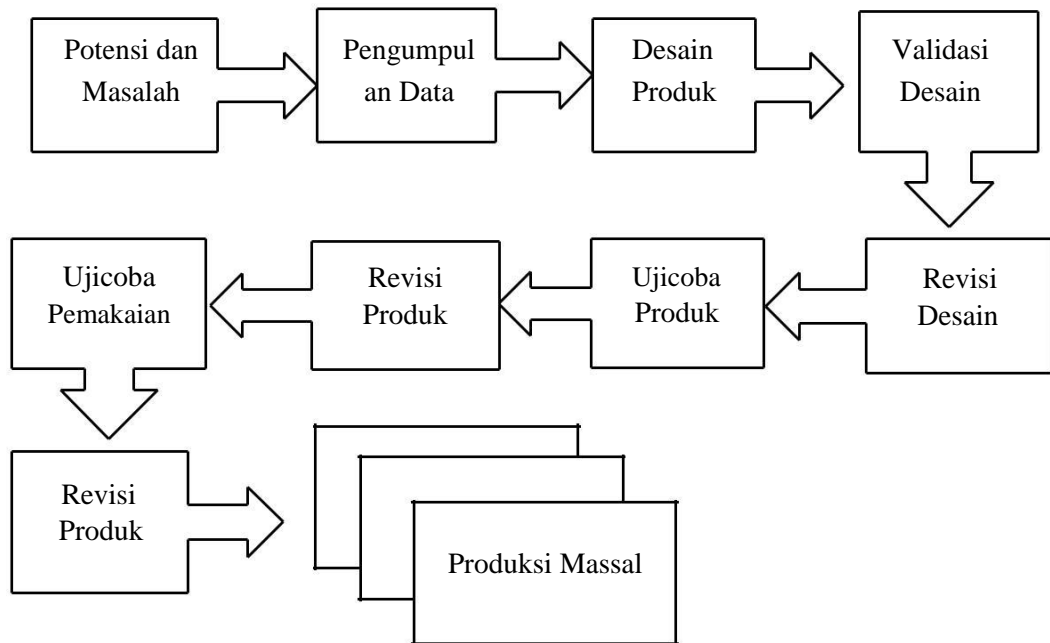 Potensi dan
Masalah
Pengumpul
an Data
Desain
Produk
Validasi
Desain
Revisi
Desain
Ujicoba
Produk
Revisi
Produk
Ujicoba
Pemakaian
Revisi
Produk
Produksi Massal